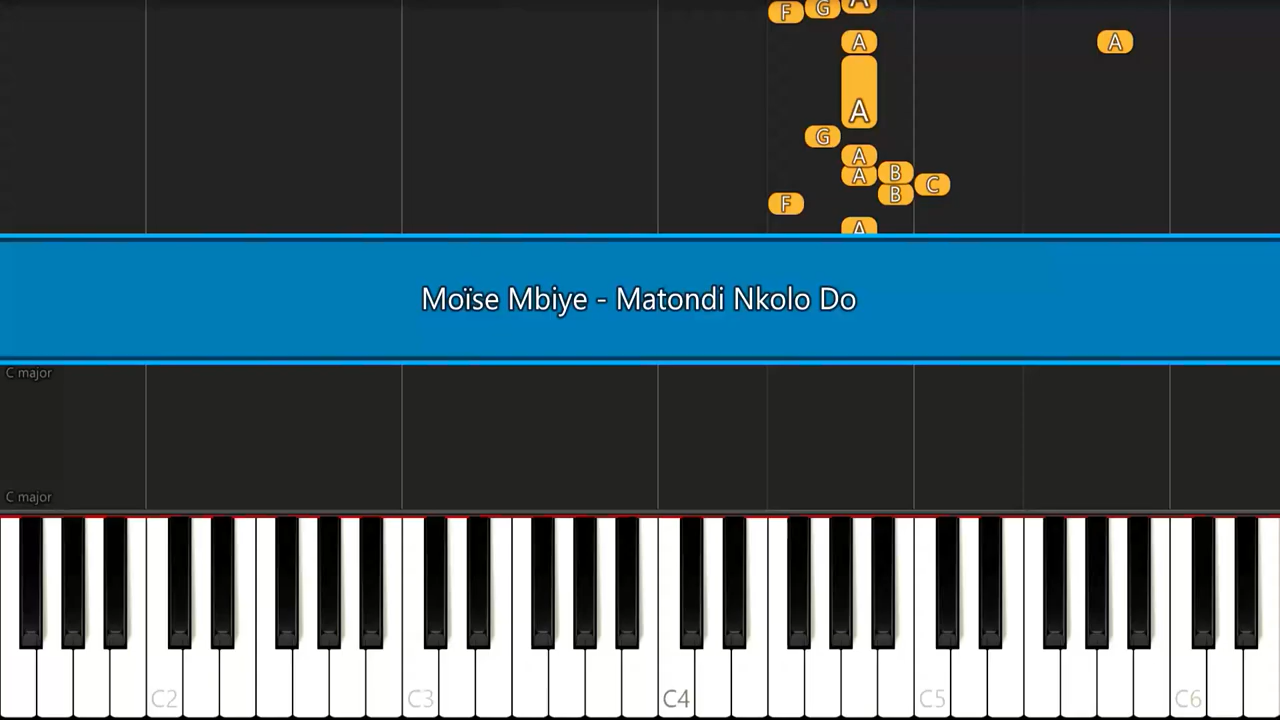 F G A
A A
A
G
A
A B
C
B
F
A
Moïse Mbiye - Matondi Nkolo Do
C major
C major
C2 C3 C4 C5 C6